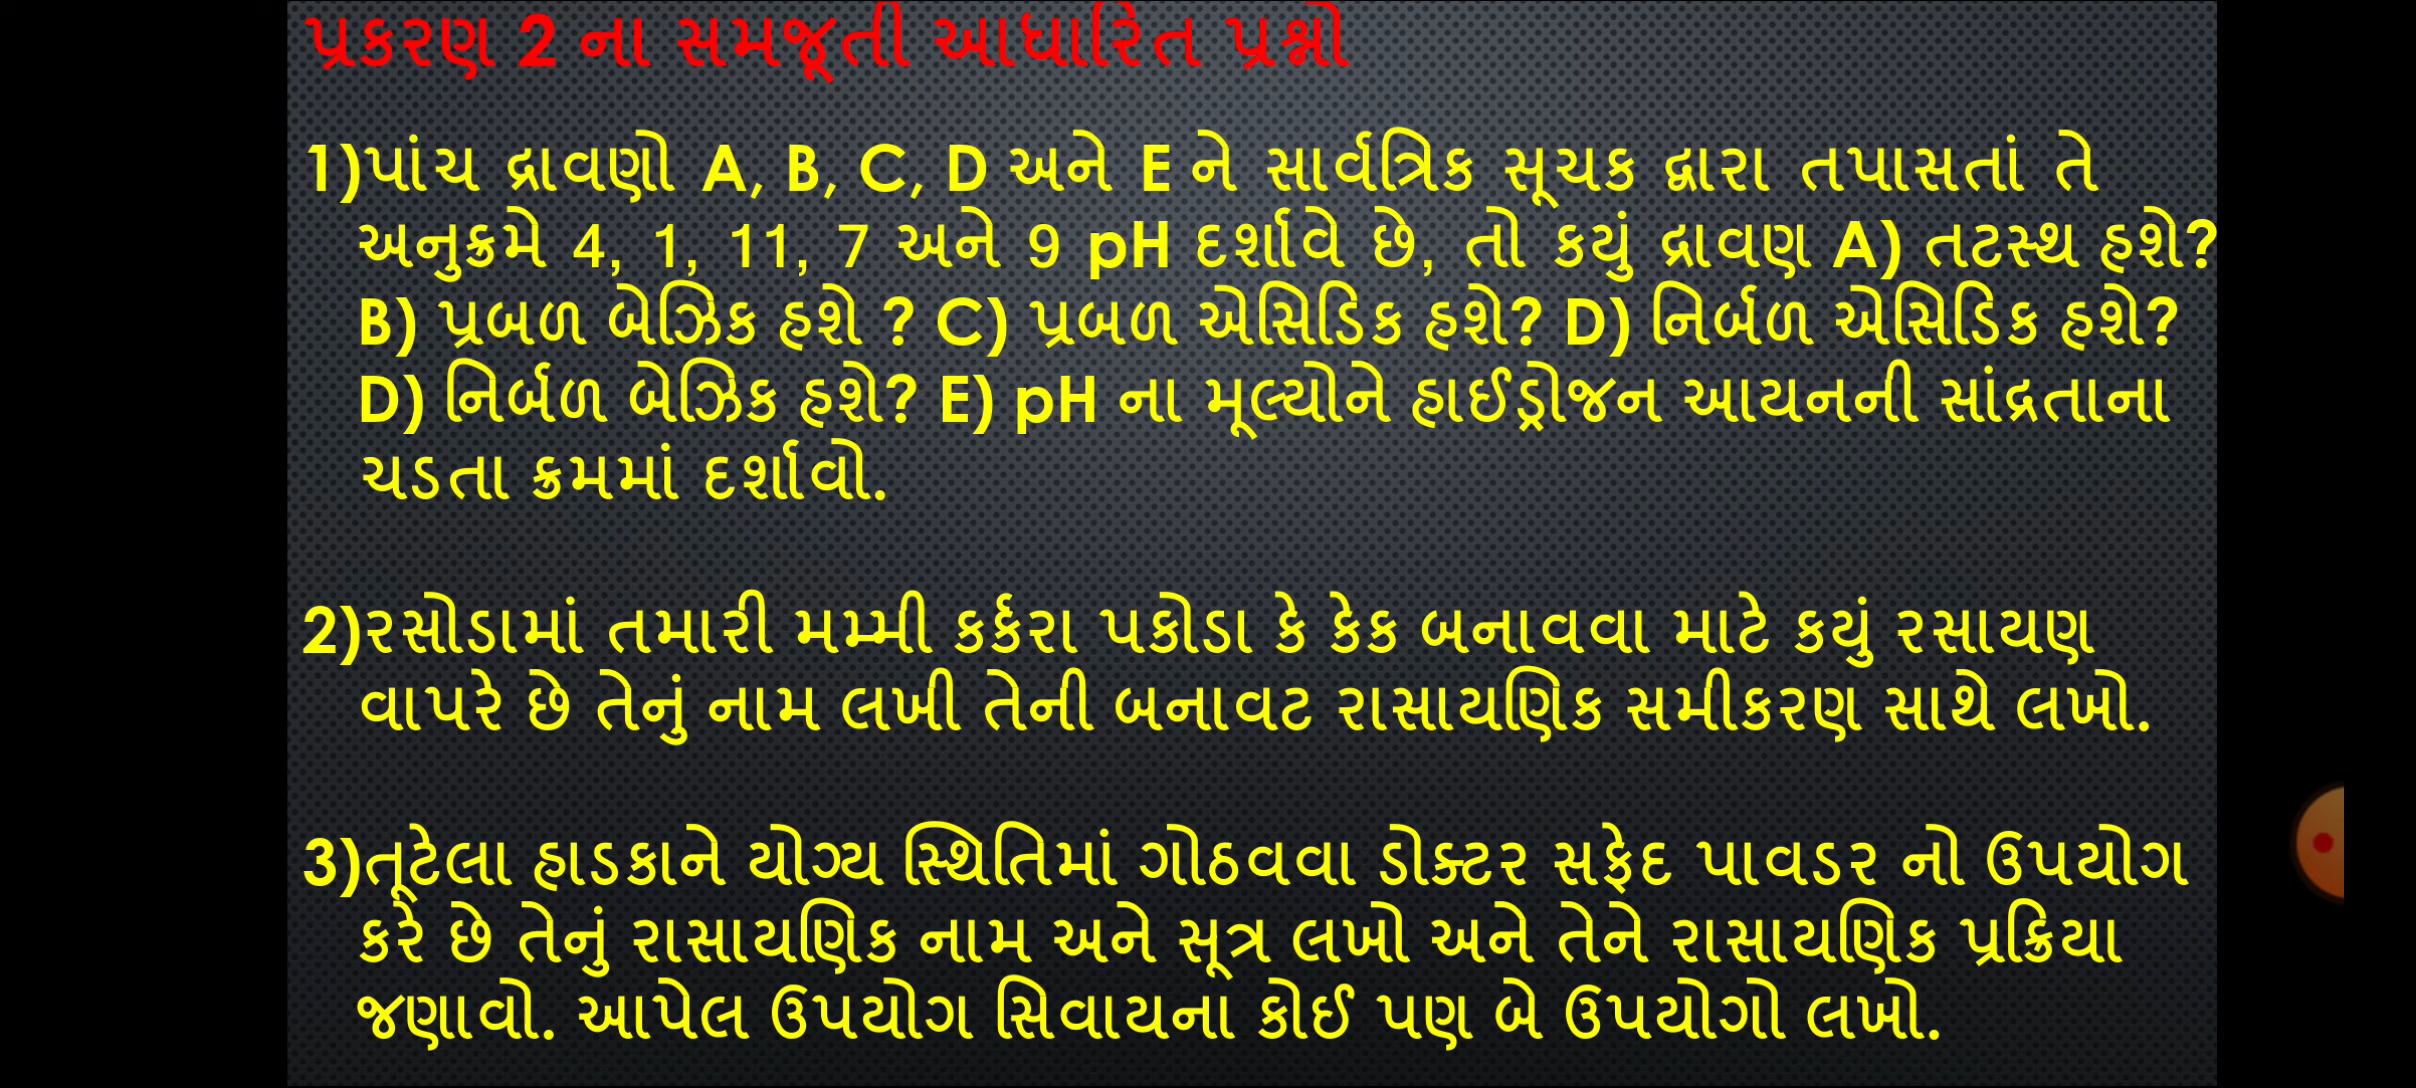 પ્રકરણ 2 ના સમજૂતી આધારિત પ્રશ્નો
1)પાંચ દ્રાવણો A, B, C, D અને E ને સાર્વત્રિક સૂચક દ્વારા તપાસતાં તે
અનુક્રમે 4, 1, 11, 7 અને 9 pH દર્શાવે છે, તો કયું દ્રાવણ A) તટસ્થ હશે?
B) પ્રબળ બેઝિક હશે ? C) પ્રબળ એસિડિક હશે? D) નિર્બળ એસિડિક હશે?
D) નિર્બળ બેઝિક હશે? E) pH ના મૂલ્યોને હાઈડ્રોજન આયનની સાંદ્રતાના
ચડતા ક્રમમાં દર્શાવો.
2)રસોડામાં તમારી મમ્મી કર્કરા પકોડા કે કેક બનાવવા માટે કયું રસાયણ
વાપરે છે તેનું નામ લખી તેની બનાવટ રાસાયણિક સમીકરણ સાથે લખો.
3)તૂટેલા હાડકાને યોગ્ય સ્થિતિમાં ગોઠવવા ડોક્ટર સફેદ પાવડર નો ઉપયોગ
કરે છે તેનું રાસાયણિક નામ અને સૂત્ર લખો અને તેને રાસાયણિક પ્રક્રિયા
જણાવો. આપેલ ઉપયોગ સિવાયના કોઈ પણ બે ઉપયોગો લખો.